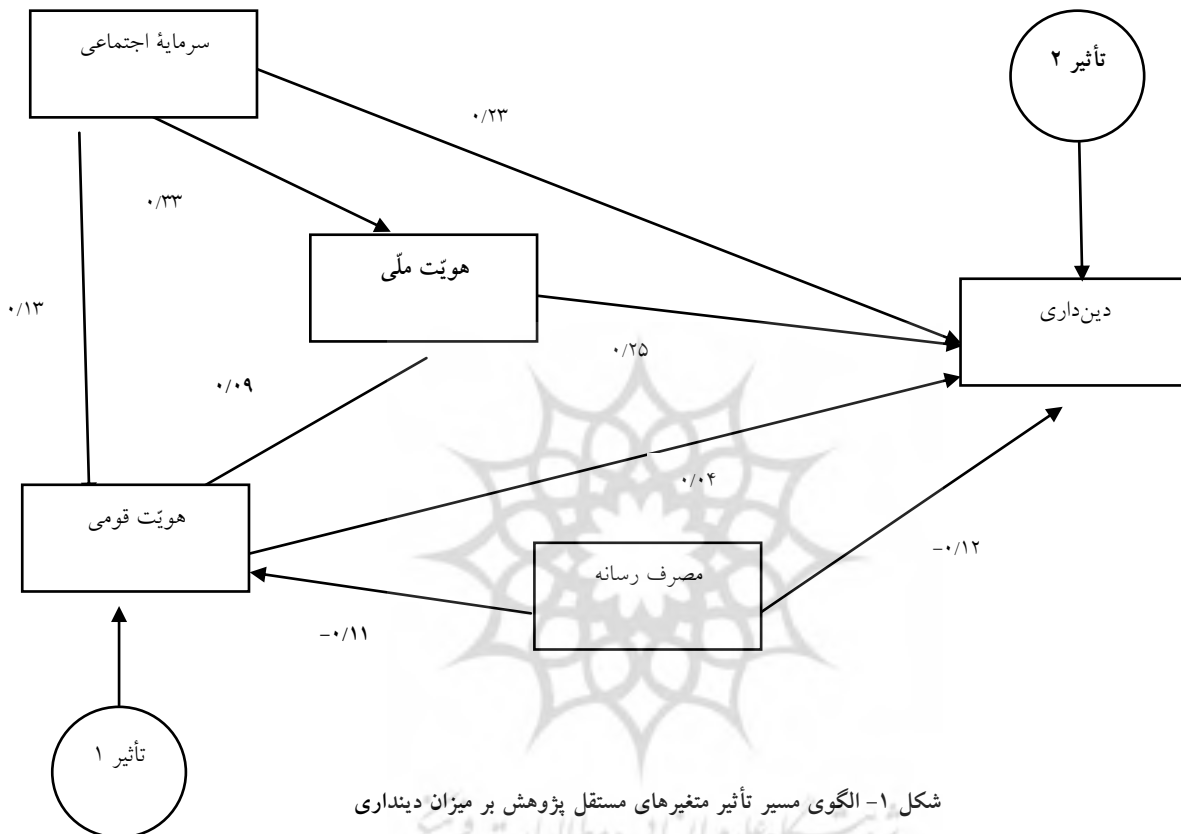 سرمایهٔ اجتماعی
تأثیر ۲
۰/۲۳
۰/۳۳
هویّت ملّی
دین‌داری
۰/۱۳
۰/۲۵
۰/۰۹
۰/۰۴
هویّت قومی
مصرف رسانه
-۰/۱۲
-۰/۱۱
تأثیر ۱
شکل ۱- الگوی مسیر تأثیر متغیرهای مستقل پژوهش بر میزان دینداری